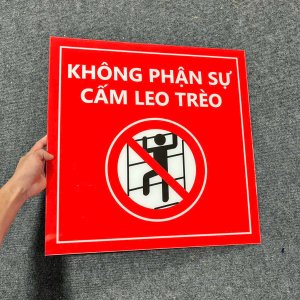 KHÔNG PHẬN SỰ
CẤM LEO TRÈO